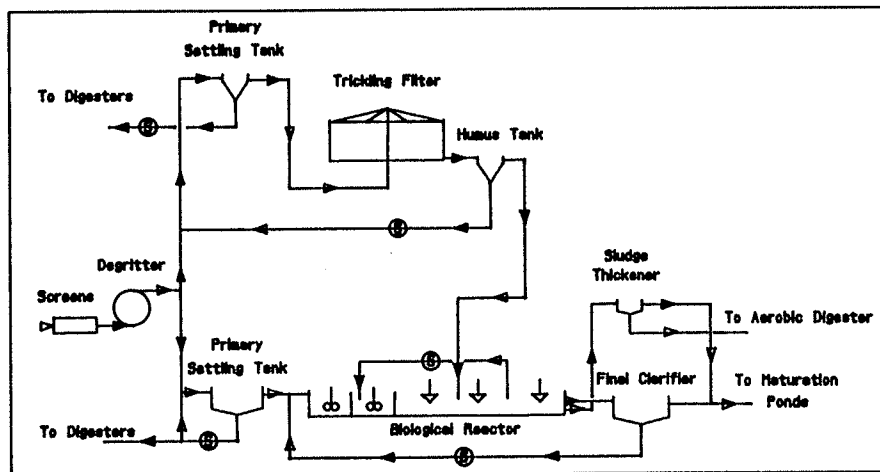 Primary
Settling Tank
To Digesters
Trickling Filter
Humus Tank
Degritter
Screens
Sludge
Thickener
To Aerobic Digester
Primary
Settling Tank
Final Clarifier
To Maturation
Ponds
Biological Reactor
To Digesters